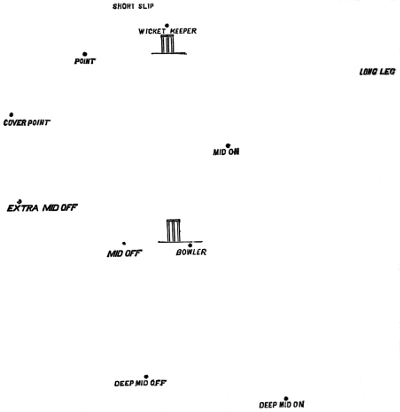 SHORT SLIP
WICKET KEEPER
POINT
LONG LEG
COVER POINT
MID ON
EXTRA MID OFF
MID OFF
BOWLER
DEEP MID OFF
DEEP MID ON